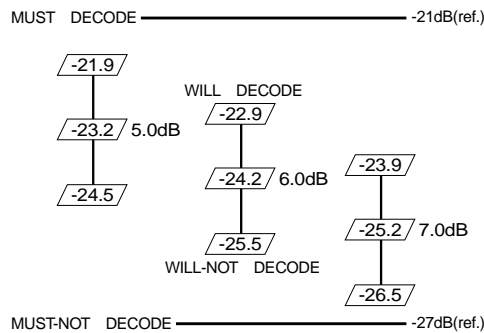 MUST DECODE -21dB(ref.)
-21.9
WILL DECODE
-22.9
-23.2 5.0dB
-23.9
-24.2 6.0dB
-24.5
-25.2 7.0dB
-25.5
WILL-NOT DECODE
-26.5
MUST-NOT DECODE -27dB(ref.)